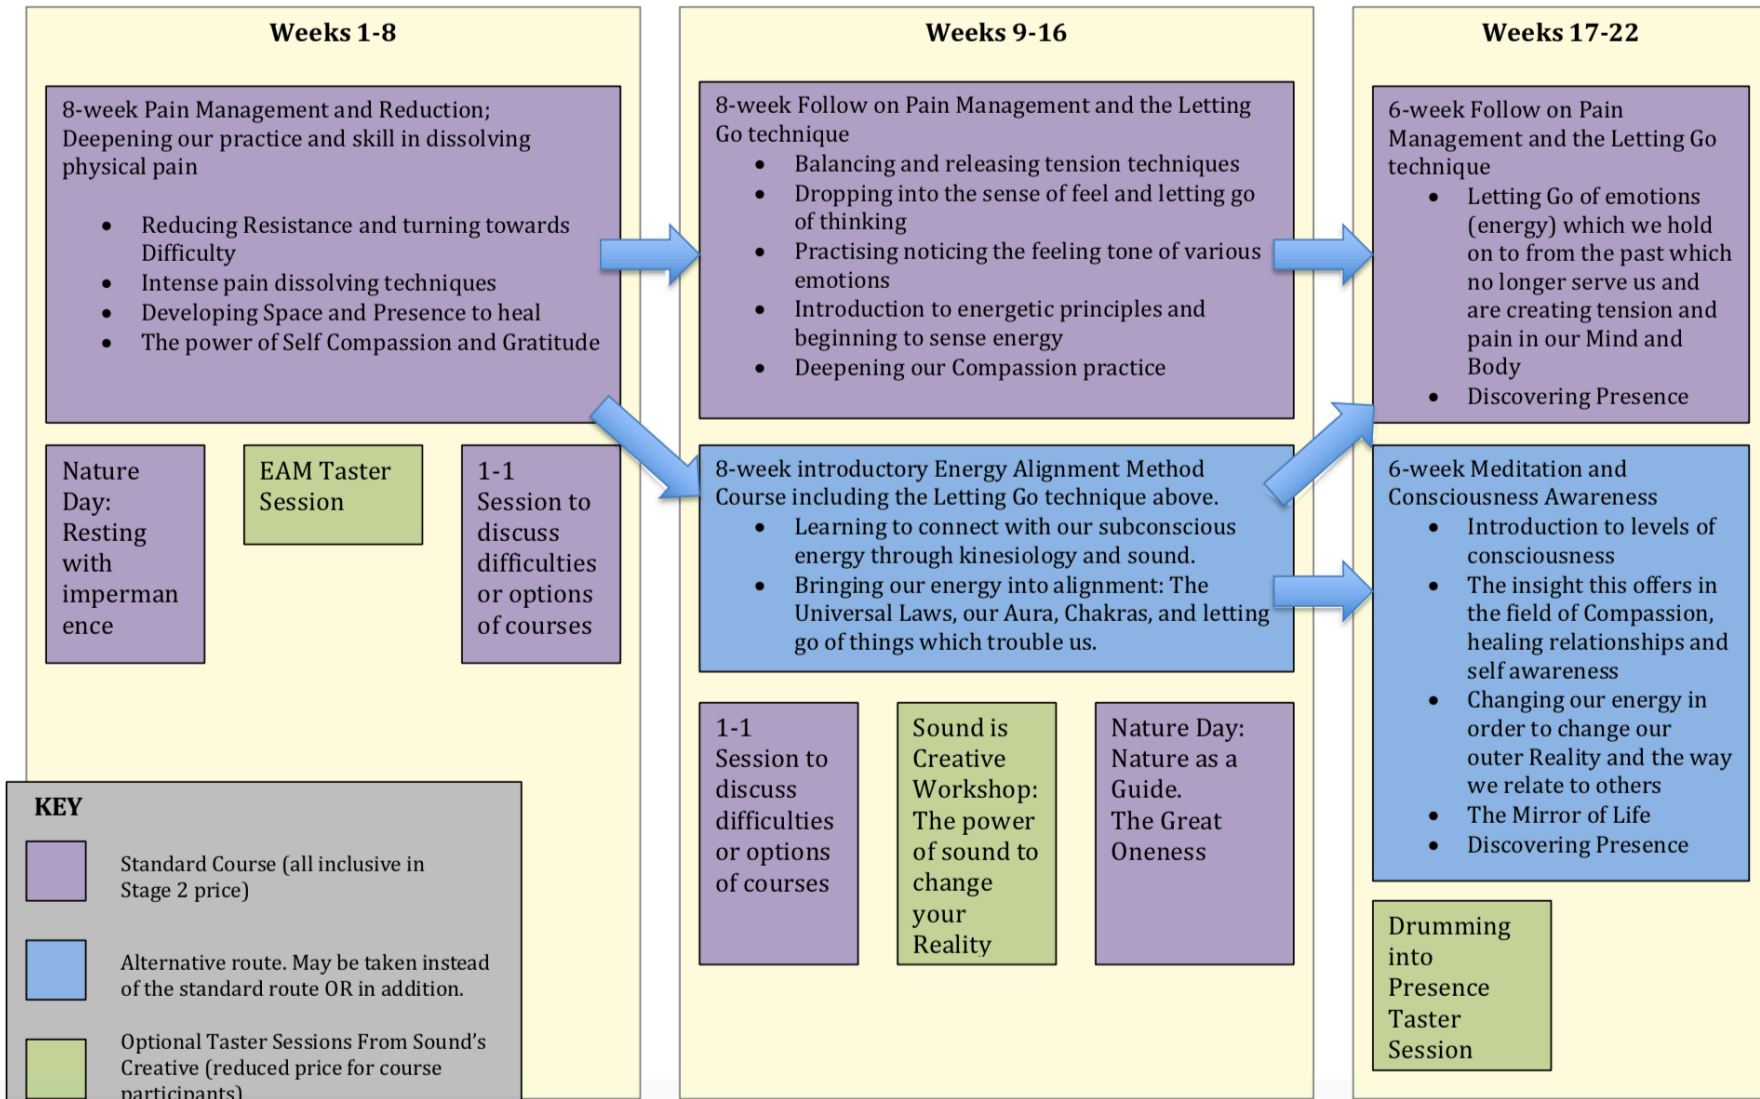 Weeks 1-8
8-week Pain Management and Reduction;
Deepening our practice and skill in dissolving
physical pain
• Reducing Resistance and turning towards
Difficulty
• Intense pain dissolving techniques
• Developing Space and Presence to heal
• The power of Self Compassion and Gratitude
Nature
Day:
Resting
with
imperman
ence
EAM Taster
Session
1-1
Session to
discuss
difficulties
or options
of courses
KEY
Standard Course (all inclusive in
Stage 2 price)
Alternative route. May be taken instead
of the standard route OR in addition.
Optional Taster Sessions From Sound's
Creative (reduced price for course
participants)
Weeks 9-16
8-week Follow on Pain Management and the Letting
Go technique
• Balancing and releasing tension techniques
• Dropping into the sense of feel and letting go
of thinking
• Practising noticing the feeling tone of various
emotions
• Introduction to energetic principles and
beginning to sense energy
• Deepening our Compassion practice
8-week introductory Energy Alignment Method
Course including the Letting Go technique above.
• Learning to connect with our subconscious
energy through kinesiology and sound.
• Bringing our energy into alignment: The
Universal Laws, our Aura, Chakras, and letting
go of things which trouble us.
1-1
Session to
discuss
difficulties
or options
of courses
Sound is
Creative
Workshop:
The power
of sound to
change
your
Reality
Nature Day:
Nature as a
Guide.
The Great
Oneness
Weeks 17-22
6-week Follow on Pain
Management and the Letting Go
technique
• Letting Go of emotions
(energy) which we hold
on to from the past which
no longer serve us and
are creating tension and
pain in our Mind and
Body
• Discovering Presence
6-week Meditation and
Consciousness Awareness
• Introduction to levels of
consciousness
• The insight this offers in
the field of Compassion,
healing relationships and
self awareness
• Changing our energy in
order to change our
outer Reality and the way
we relate to others
• The Mirror of Life
• Discovering Presence
Drumming
into
Presence
Taster
Session